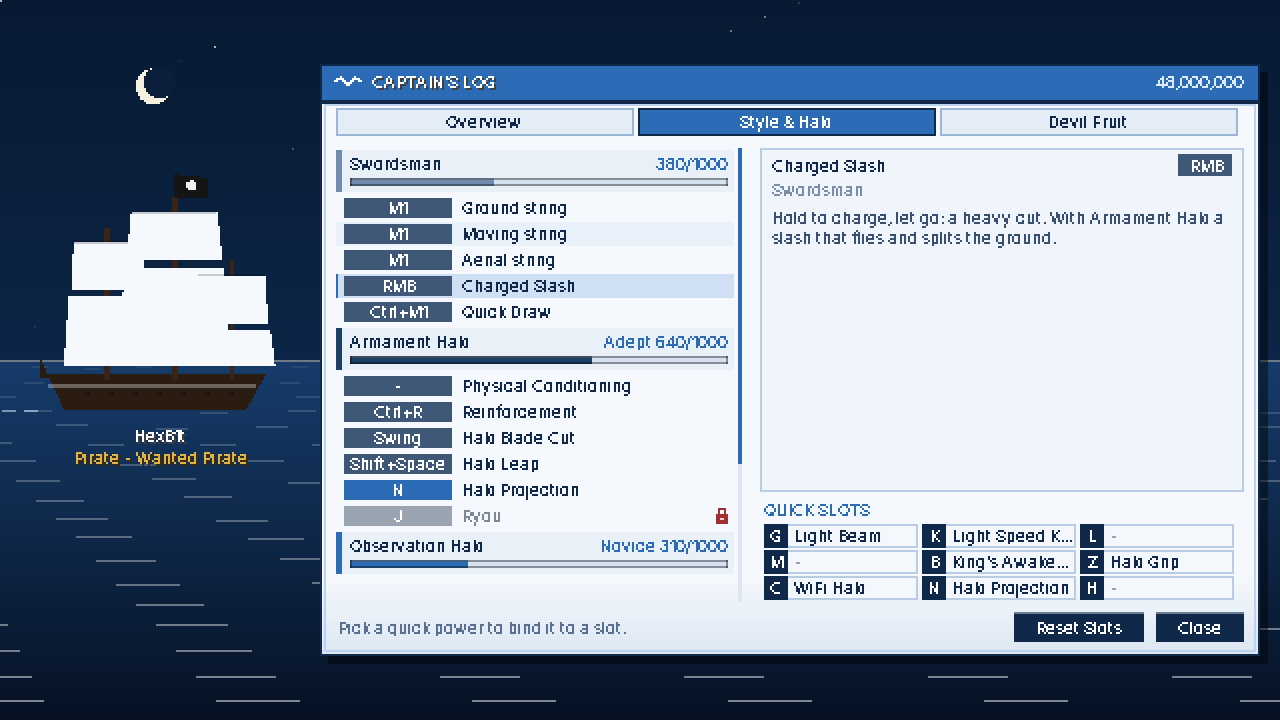 CAPTAIN'S LOG
48,000,000
Overview
Style & Haki
Devil Fruit
Swordsman
380/1000
M1
Ground string
M1
Moving string
M1
Aerial string
RMB
Charged Slash
Ctrl+M1
Quick Draw
Armament Haki
Adept 640/1000
-
Physical Conditioning
Ctrl+R
Reinforcement
Swing
Haki Blade Cut
Shift+Space
Haki Leap
N
Haki Projection
J
Ryou
Observation Haki
Novice 310/1000
Charged Slash
RMB
Swordsman
Hold to charge, let go: a heavy cut. With Armament Haki a
slash that flies and splits the ground.
QUICK SLOTS
G Light Beam
K Light Speed K...
L -
M -
B King's Awake...
Z Haki Grip
C WiFi Haki
N Haki Projection
H -
Pick a quick power to bind it to a slot.
Reset Slots
Close
HexBit
Pirate - Wanted Pirate